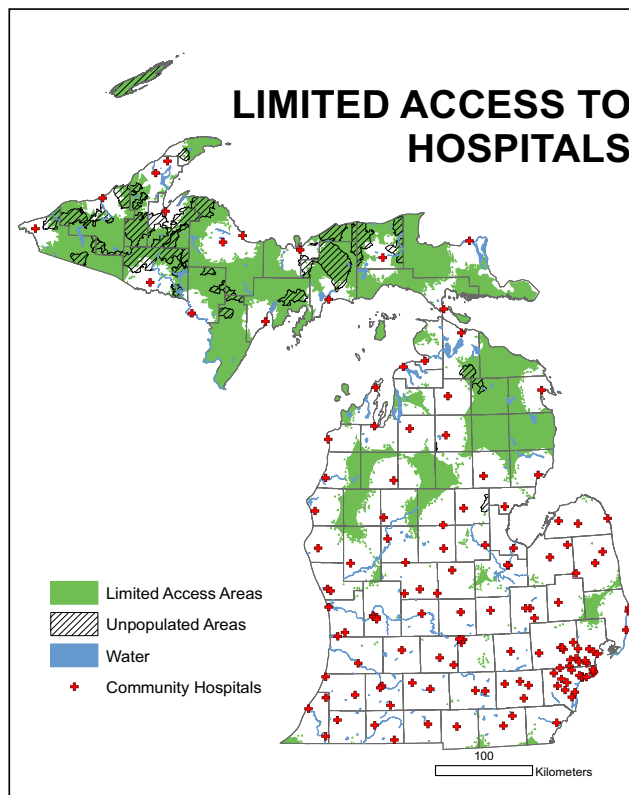 LIMITED ACCESS TO
HOSPITALS
Limited Access Areas
Unpopulated Areas
Water
Community Hospitals
100
Kilometers